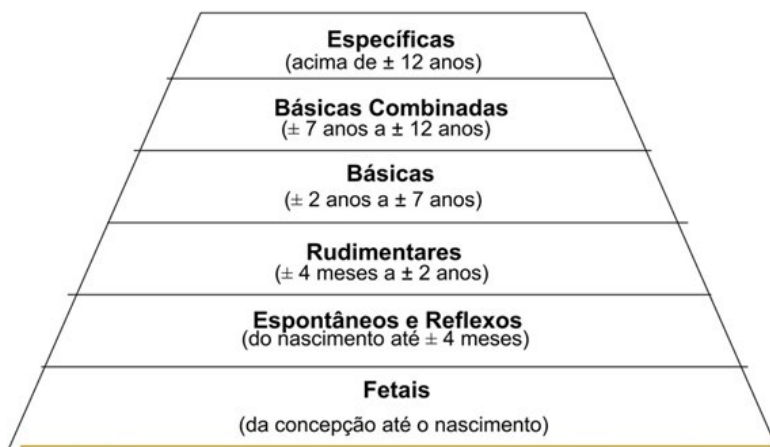 Específicas
(acima de ± 12 anos)
Básicas Combinadas
(± 7 anos a ± 12 anos)
Básicas
(± 2 anos a ± 7 anos)
Rudimentares
(± 4 meses a ± 2 anos)
Espontâneos e Reflexos
(do nascimento até ± 4 meses)
Fetais
(da concepção até o nascimento)